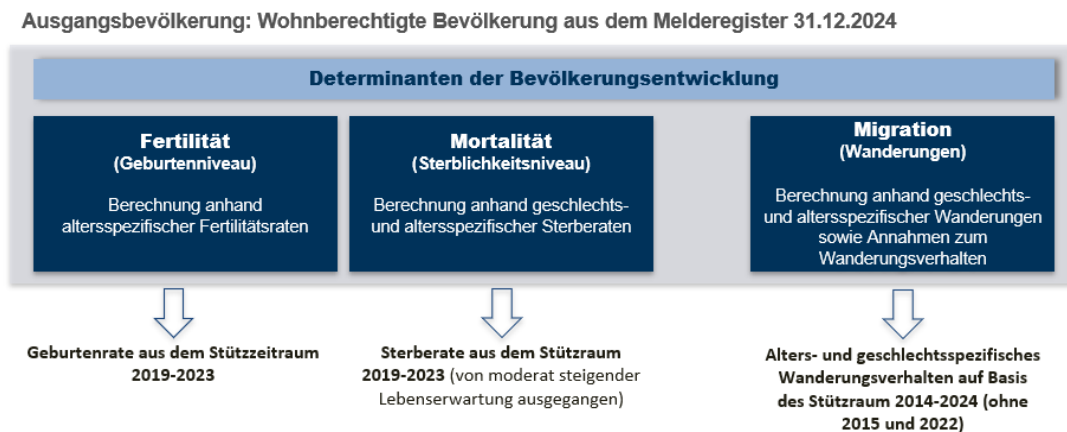 Ausgangsbevölkerung: Wohnberechtigte Bevölkerung aus dem Melderegister 31.12.2024
Determinanten der Bevölkerungsentwicklung
Fertilität
(Geburtenniveau)
Berechnung anhand
altersspezifischer Fertilitätsraten
Mortalität
(Sterblichkeitsniveau)
Berechnung anhand geschlechts-
und altersspezifischer Sterberaten
Migration
(Wanderungen)
Berechnung anhand geschlechts-
und altersspezifischer Wanderungen
sowie Annahmen zum
Wanderungsverhalten
Geburtenrate aus dem Stützzeitraum
2019-2023
Sterberate aus dem Stützraum
2019-2023 (von moderat steigender
Lebenserwartung ausgegangen)
Alters- und geschlechtsspezifisches
Wanderungsverhalten auf Basis
des Stützraum 2014-2024 (ohne
2015 und 2022)